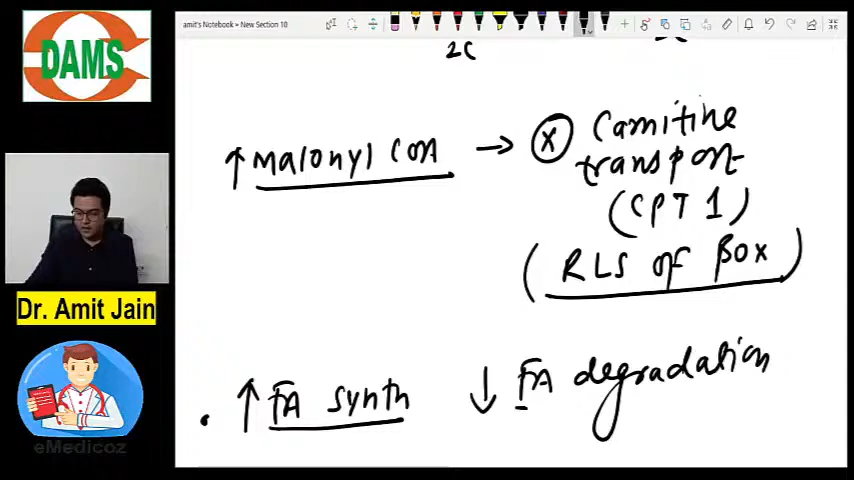 DAMS
amit's Notebook > New Section 10
2C
↑ Malonyl CoA → (X) Carnitine
transport
(CPT 1)
(RLS of βox)
• ↑ FA synth ↓ FA degradation
Dr. Amit Jain
eMedicoz